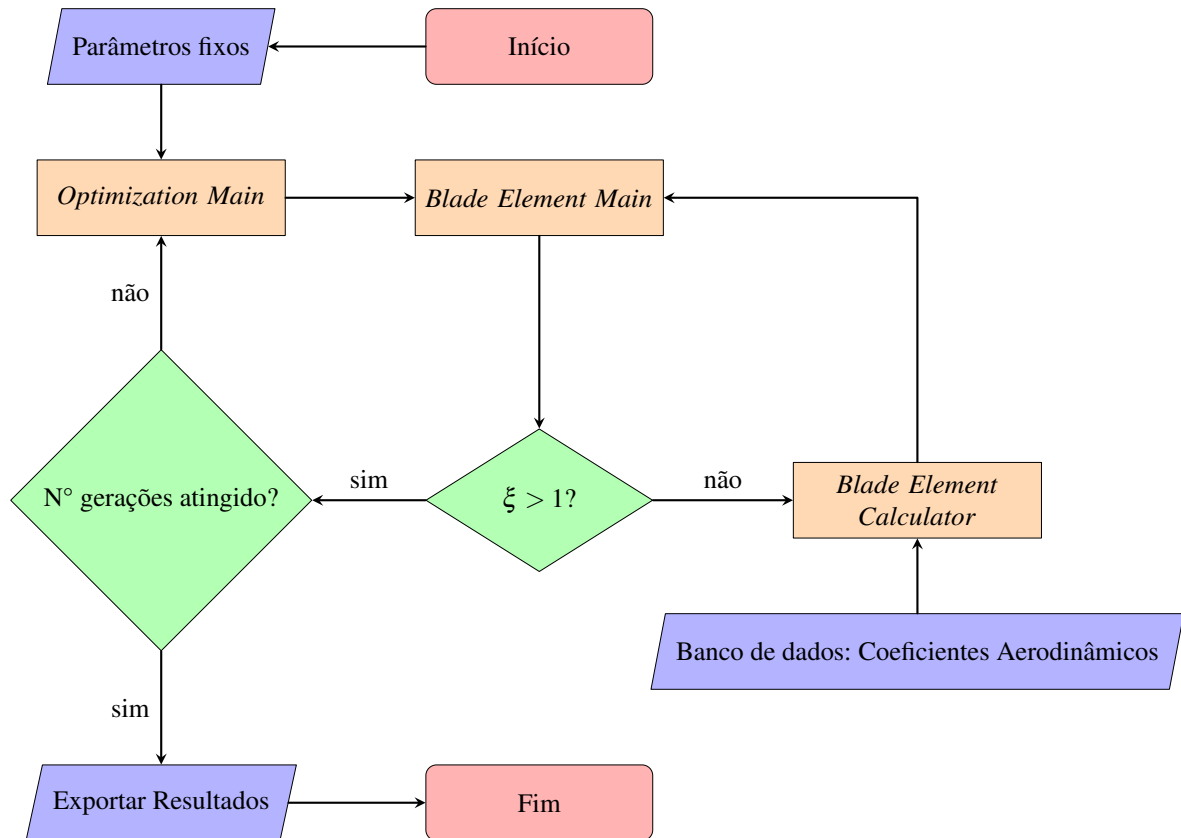 Parâmetros fixos
Início
Optimization Main
Blade Element Main
não
N° gerações atingido?
sim
ξ > 1?
não
Blade Element
Calculator
Banco de dados: Coeficientes Aerodinâmicos
sim
Exportar Resultados
Fim